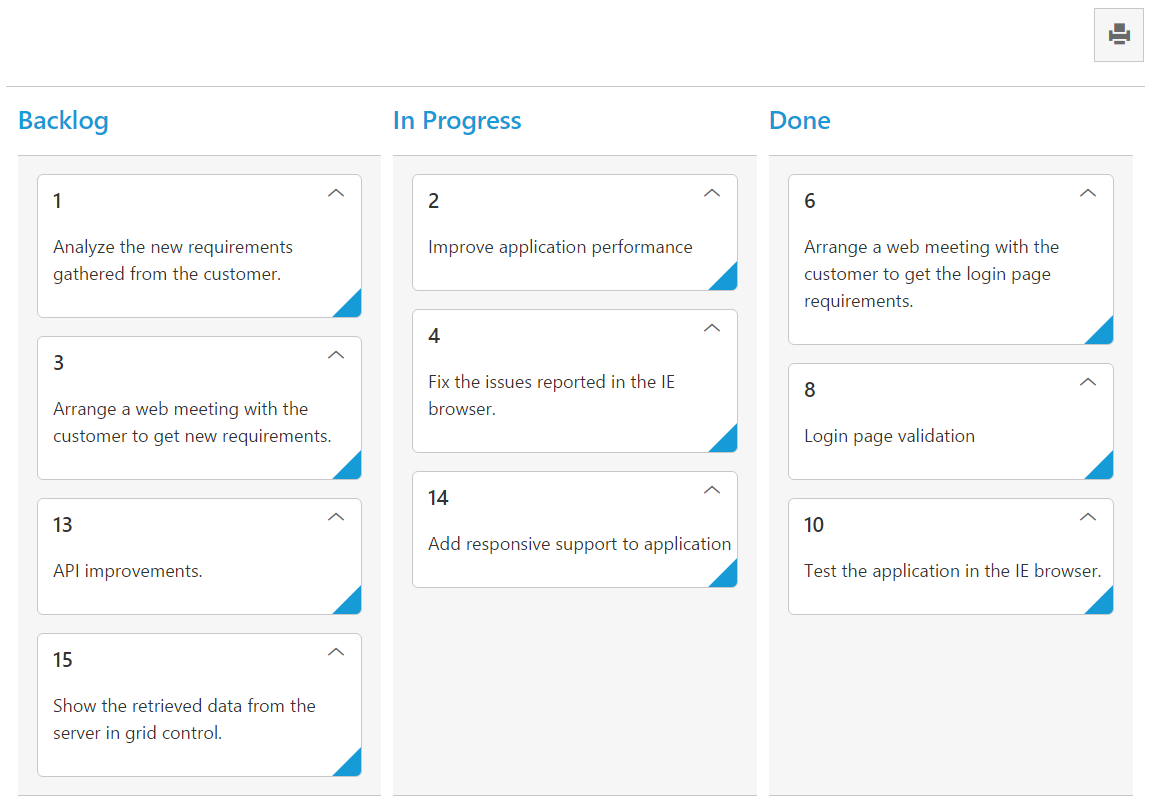 Backlog
1
Analyze the new requirements
gathered from the customer.
3
Arrange a web meeting with the
customer to get new requirements.
13
API improvements.
15
Show the retrieved data from the
server in grid control.
In Progress
2
Improve application performance
4
Fix the issues reported in the IE
browser.
14
Add responsive support to application
Done
6
Arrange a web meeting with the
customer to get the login page
requirements.
8
Login page validation
10
Test the application in the IE browser.